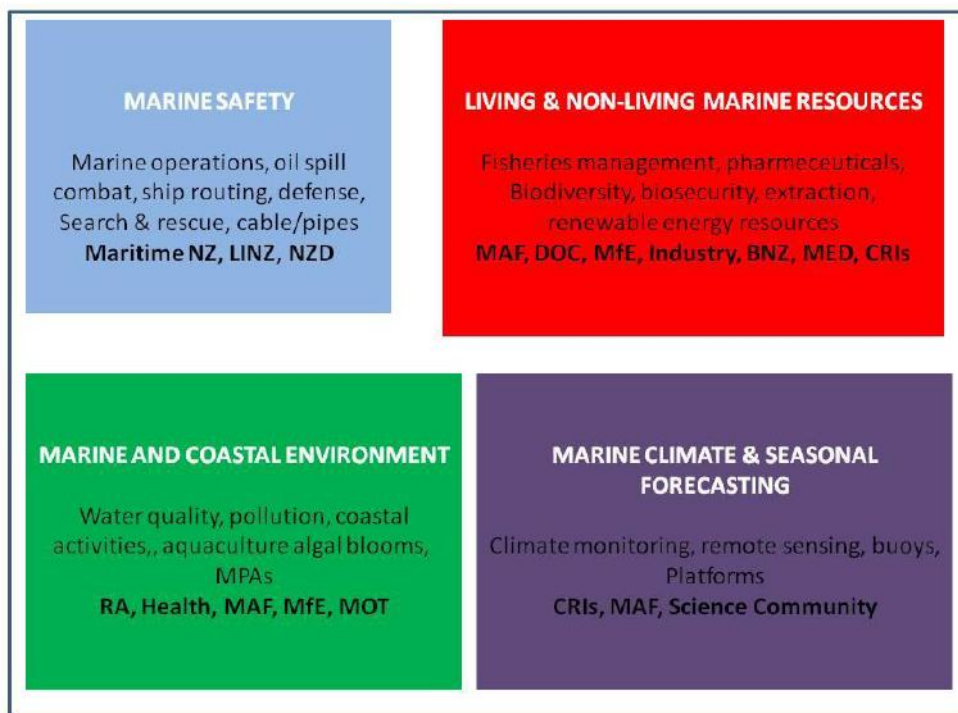 MARINE SAFETY
Marine operations, oil spill
combat, ship routing, defense,
Search & rescue, cable/pipes
Maritime NZ, LINZ, NZD
LIVING & NON-LIVING MARINE RESOURCES
Fisheries management, pharmeceuticals,
Biodiversity, biosecurity, extraction,
renewable energy resources
MAF, DOC, MfE, Industry, BNZ, MED, CRIs
MARINE AND COASTAL ENVIRONMENT
Water quality, pollution, coastal
activities,, aquaculture algal blooms,
MPAs
RA, Health, MAF, MfE, MOT
MARINE CLIMATE & SEASONAL
FORECASTING
Climate monitoring, remote sensing, buoys,
Platforms
CRIs, MAF, Science Community